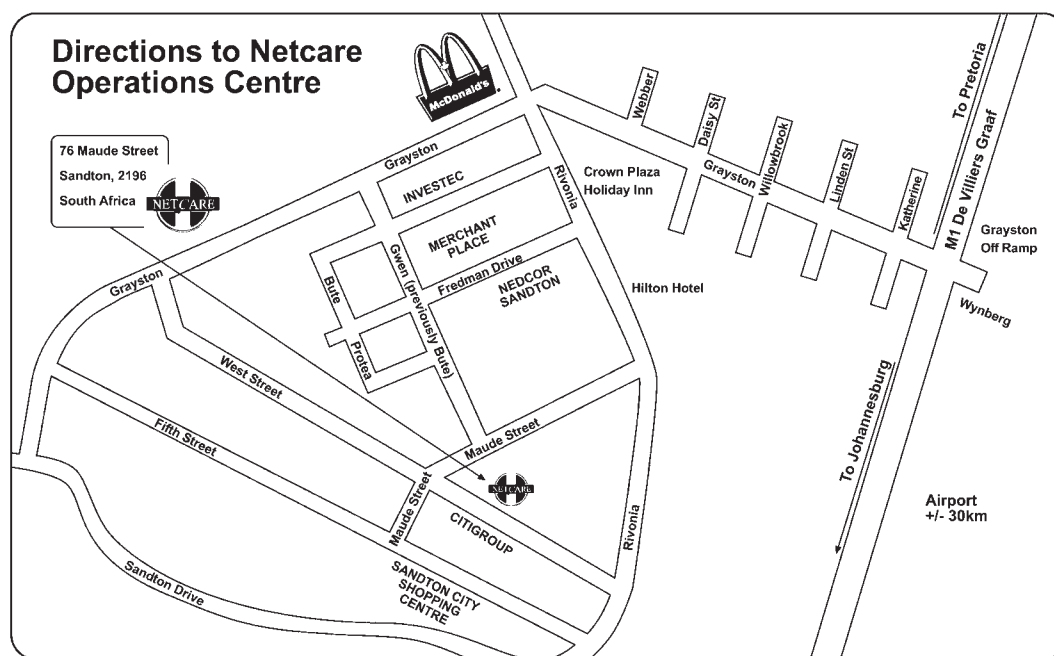 Directions to Netcare
Operations Centre
McDonald's
76 Maude Street
Sandton, 2196
South Africa
NETCARE
To Pretoria
M1 De Villiers Graaf
Webber
Daisy St
Willowbrook
Linden St
Katherine
Grayston
Grayston
Off Ramp
Wynberg
Crown Plaza
Holiday Inn
Grayston
INVESTEC
Rivonia
MERCHANT
PLACE
Fredman Drive
NEDCOR
SANDTON
Hilton Hotel
Grayston
Bute
Gwen (previously Bute)
Protea
West Street
Fifth Street
Maude Street
NETCARE
Maude Street
CITIGROUP
Rivonia
To Johannesburg
Airport
+/- 30km
Sandton Drive
SANDTON CITY
SHOPPING
CENTRE